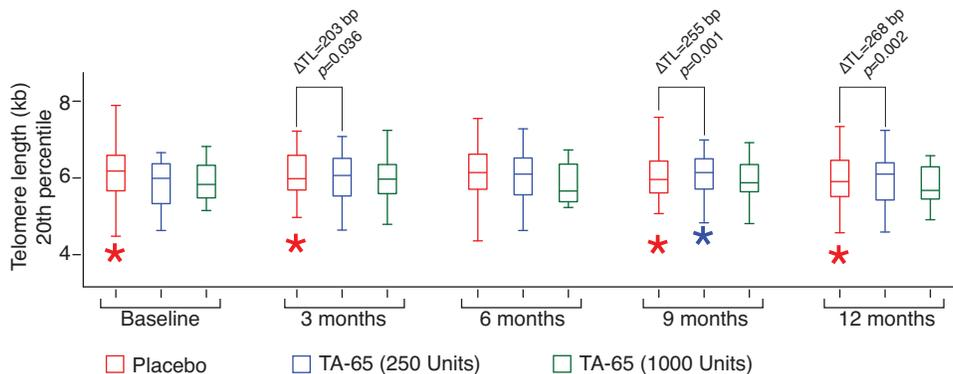 ΔTL=203 bp
p=0.036
ΔTL=255 bp
p=0.001
ΔTL=268 bp
p=0.002
Telomere length (kb)
20th percentile
8
6
4
Baseline
3 months
6 months
9 months
12 months
Placebo
TA-65 (250 Units)
TA-65 (1000 Units)